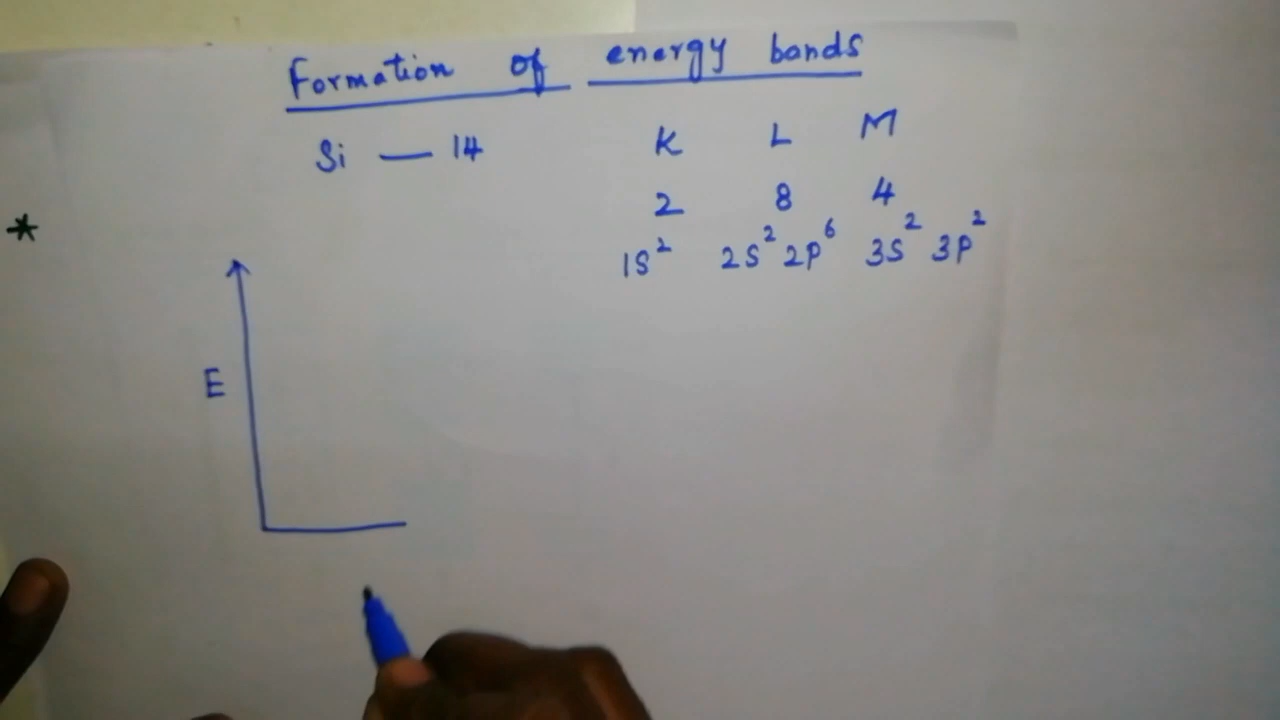 Formation of energy bands
Si — 14 K L M
2 8 4
* 1S² 2S² 2P⁶ 3S² 3P²
E